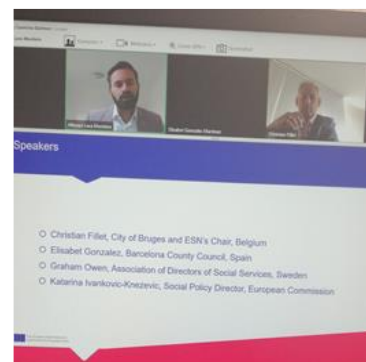 Speakers
Christian Fillet, City of Bruges and ESN's Chair, Belgium
Elisabet Gonzalez, Barcelona County Council, Spain
Graham Owen, Association of Directors of Social Services, Sweden
Katarina Ivankovic-Knezevic, Social Policy Director, European Commission